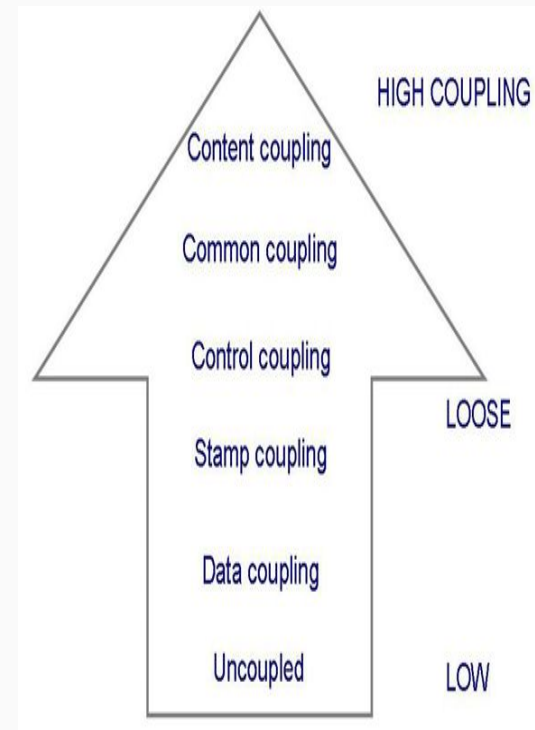 HIGH COUPLING
Content coupling
Common coupling
Control coupling
LOOSE
Stamp coupling
Data coupling
Uncoupled
LOW